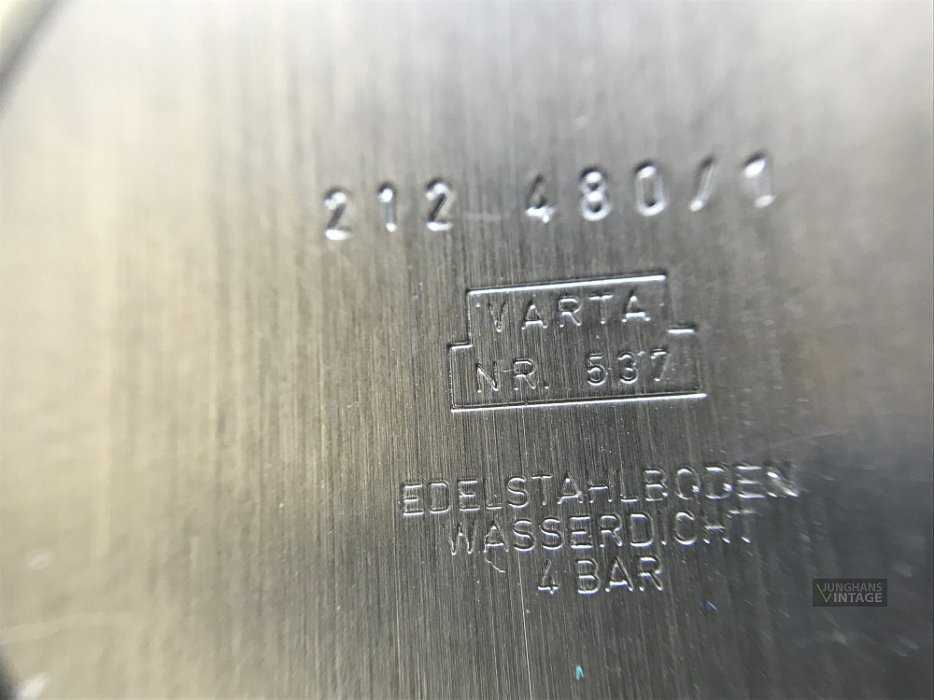 212 480/1
VARTA
NR. 537
EDELSTAHLBODEN
WASSERDICHT
4 BAR
JUNGHANS
VINTAGE